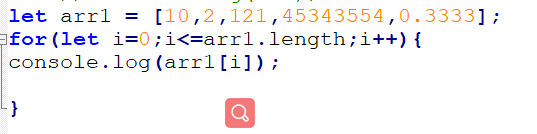 let arr1 = [10,2,121,45343554,0.3333];
for(let i=0;i<=arr1.length;i++){
console.log(arr1[i]);
}